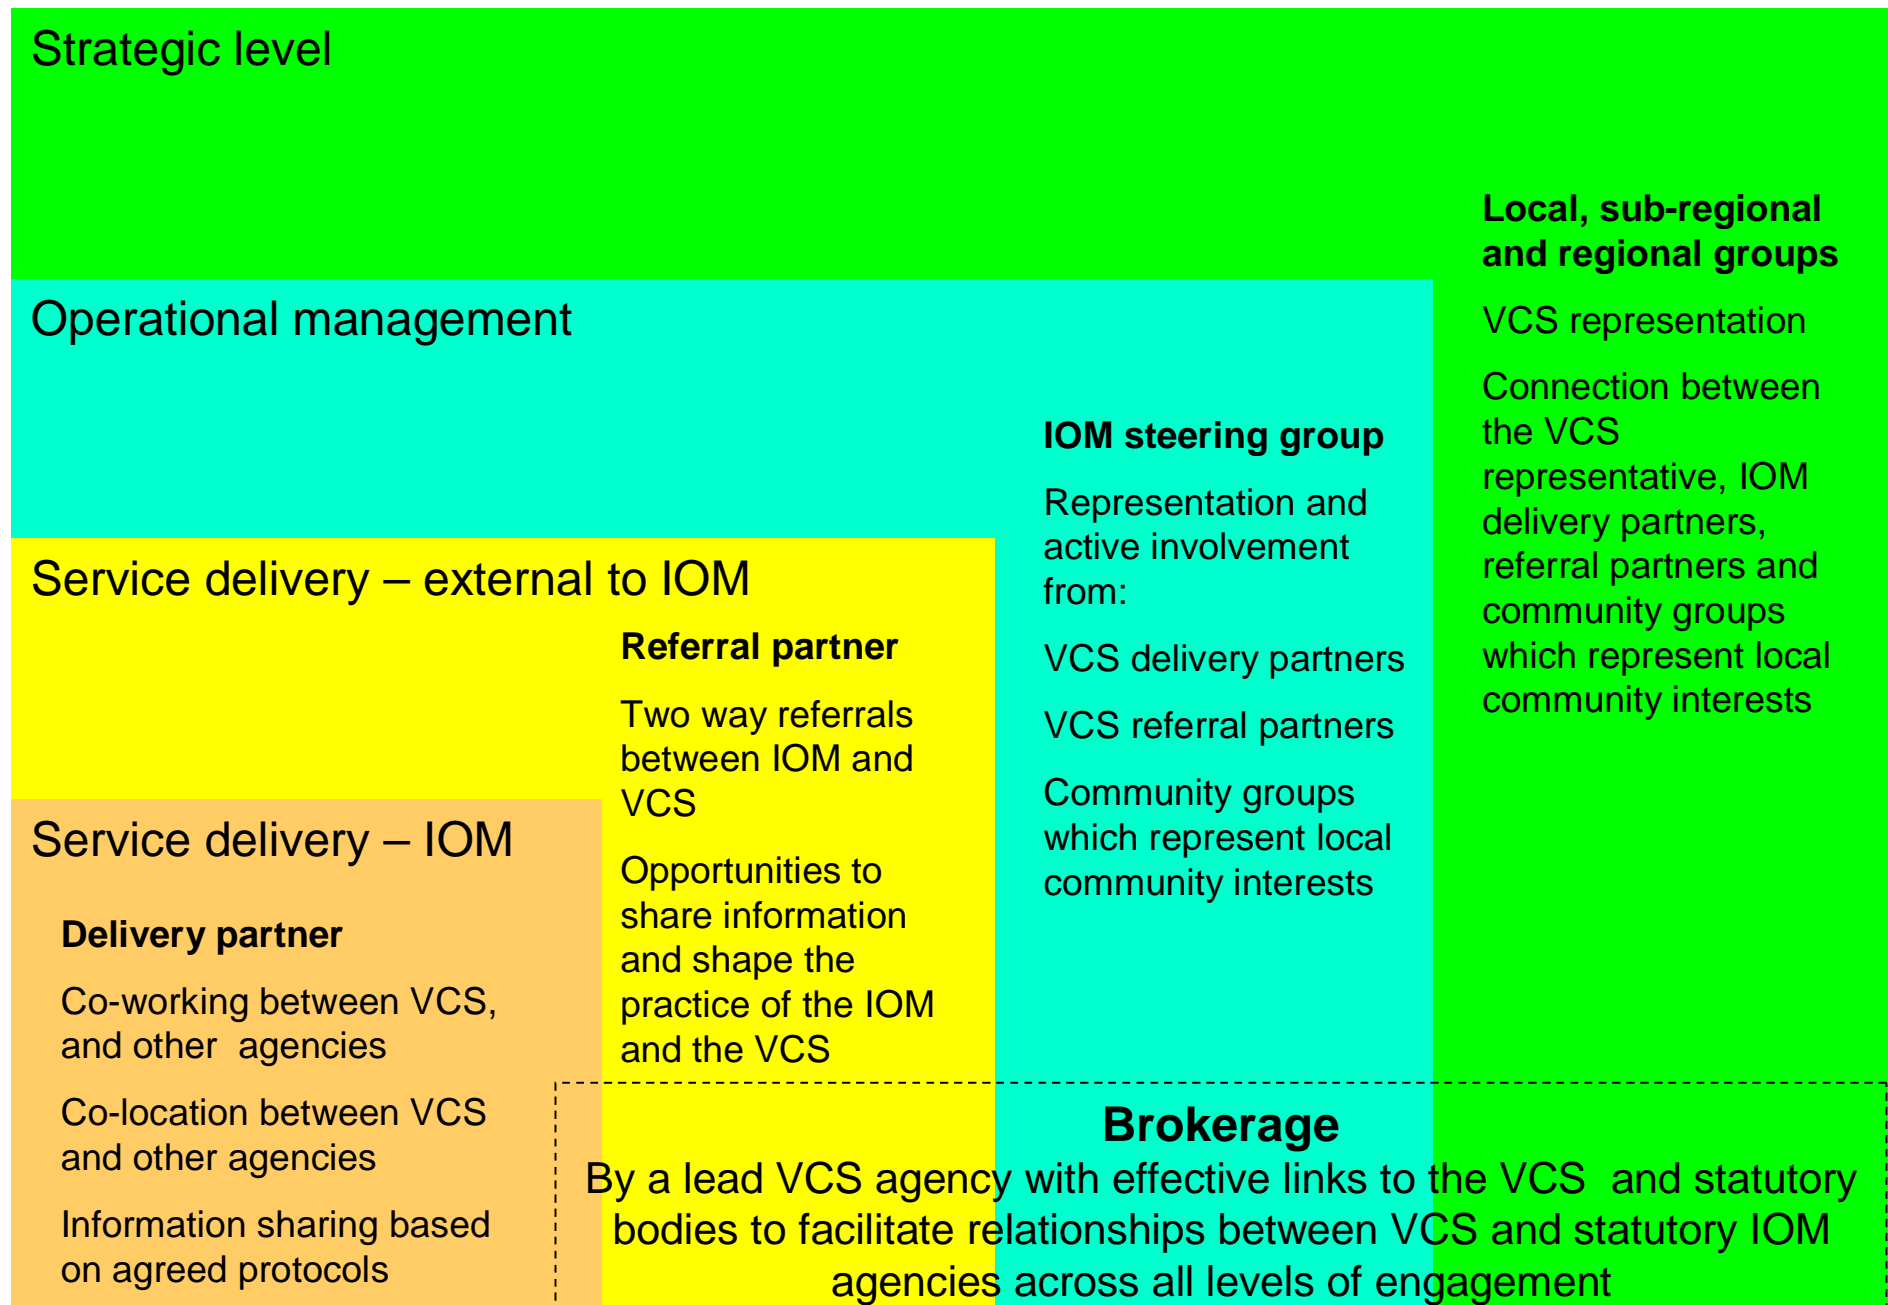 Strategic level
Local, sub-regional
and regional groups
VCS representation
Connection between
the VCS
representative, IOM
delivery partners,
referral partners and
community groups
which represent local
community interests
Operational management
IOM steering group
Representation and
active involvement
from:
VCS delivery partners
VCS referral partners
Community groups
which represent local
community interests
Service delivery – external to IOM
Referral partner
Two way referrals
between IOM and
VCS
Opportunities to
share information
and shape the
practice of the IOM
and the VCS
Service delivery – IOM
Delivery partner
Co-working between VCS,
and other agencies
Co-location between VCS
and other agencies
Information sharing based
on agreed protocols
Brokerage
By a lead VCS agency with effective links to the VCS and statutory
bodies to facilitate relationships between VCS and statutory IOM
agencies across all levels of engagement